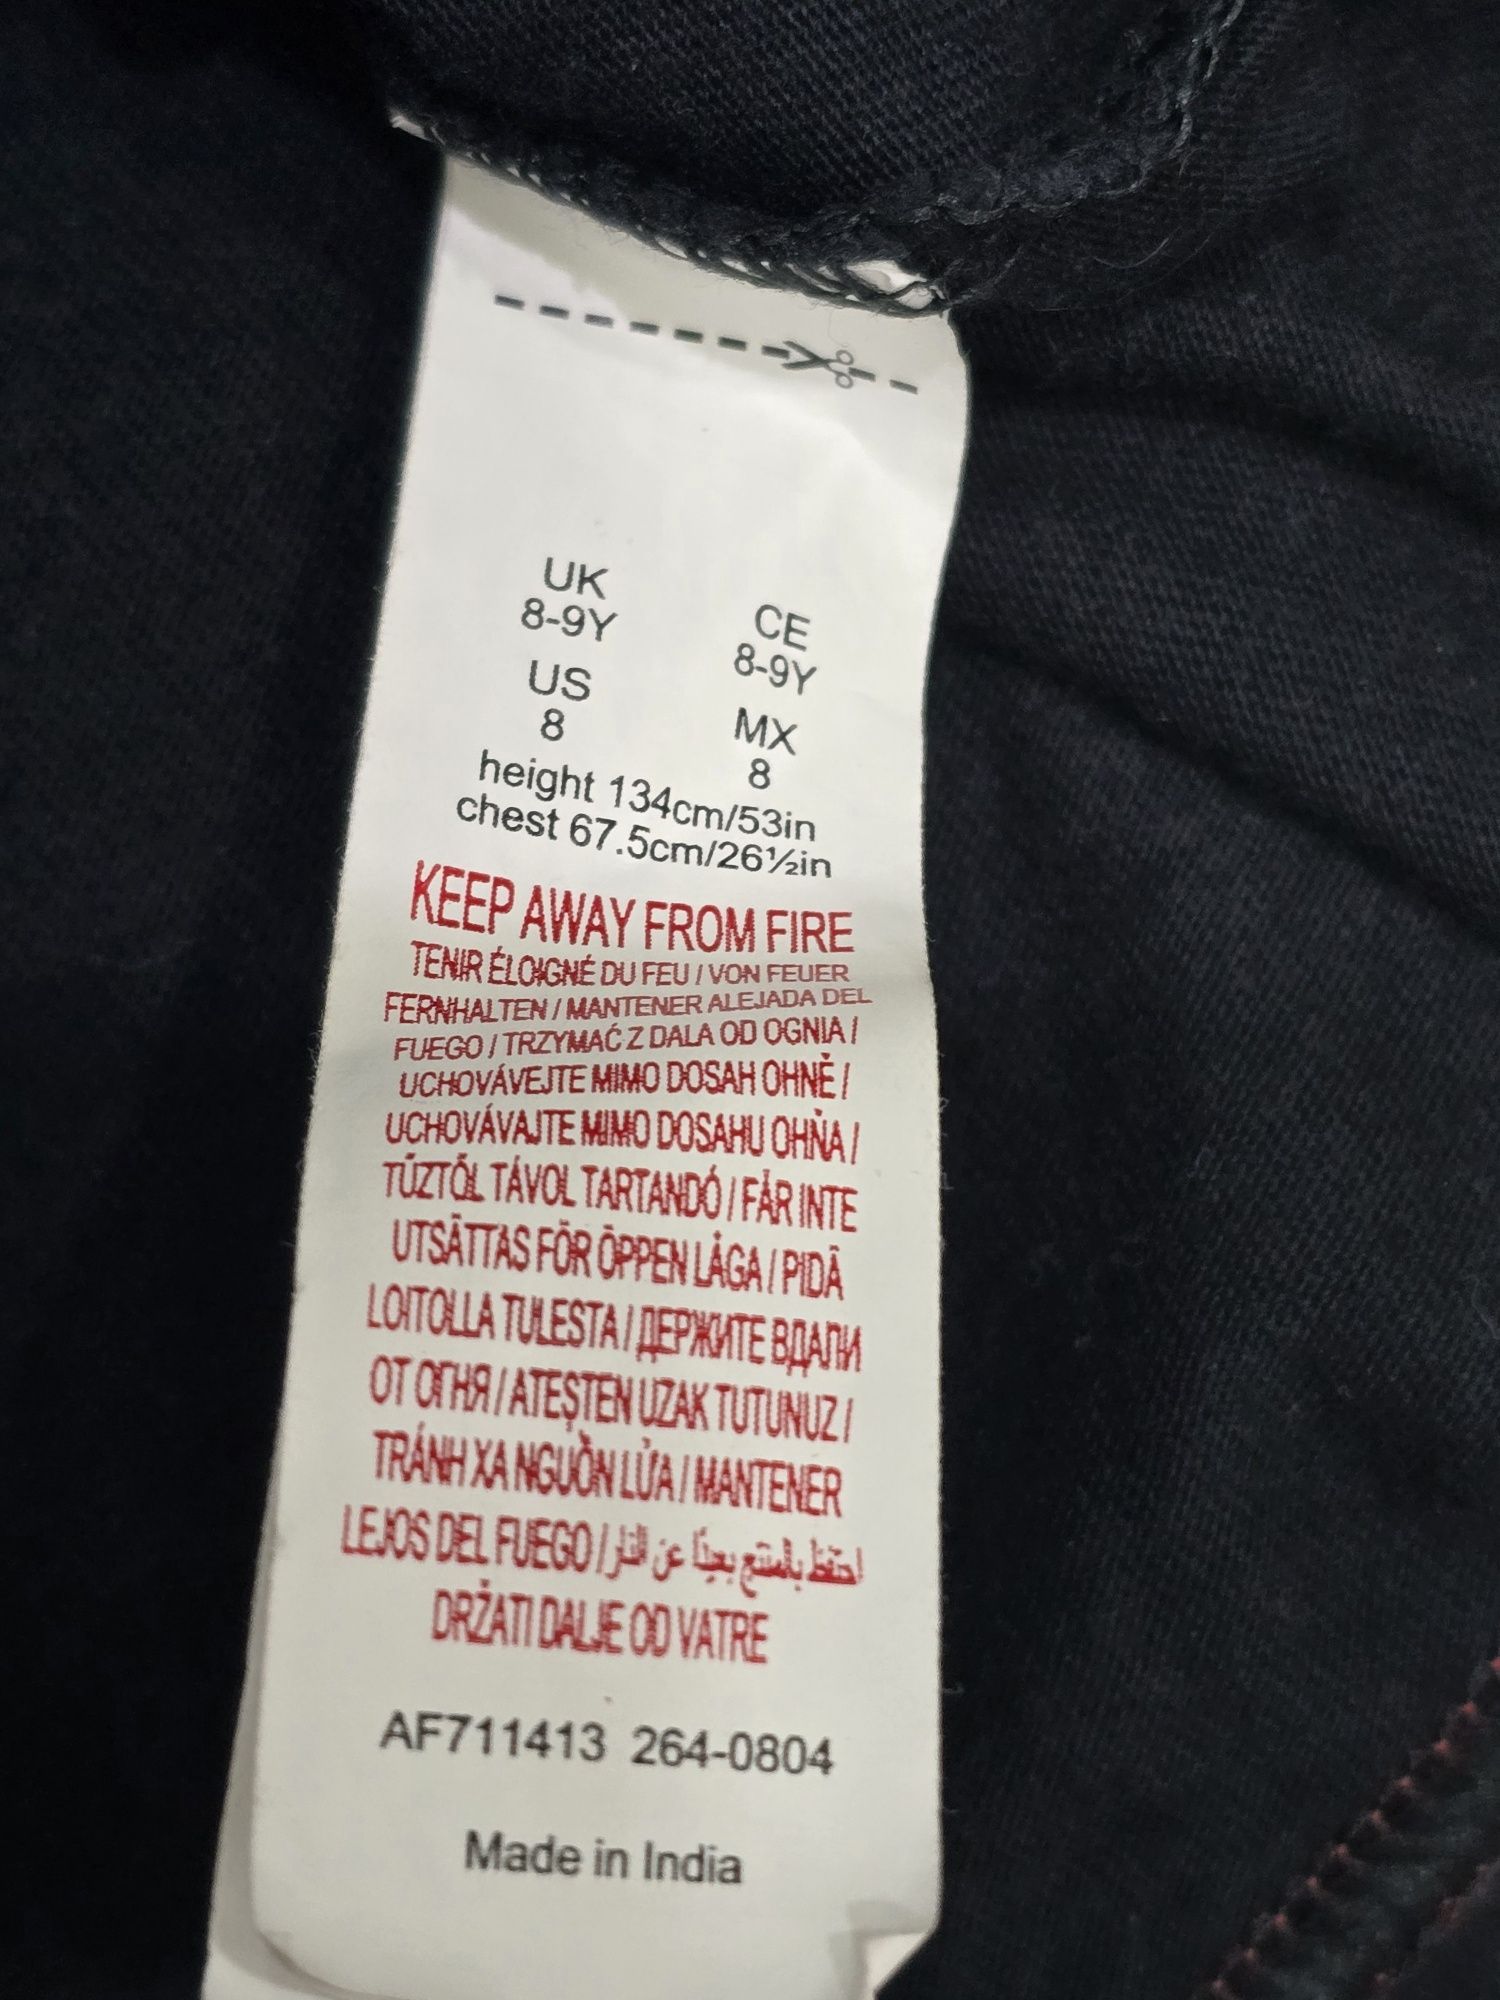 UK
8-9Y
CE
8-9Y
US
8
MX
8
height 134cm/53in
chest 67.5cm/26½in
KEEP AWAY FROM FIRE
TENIR ÉLOIGNÉ DU FEU / VON FEUER
FERNHALTEN / MANTENER ALEJADA DEL
FUEGO / TRZYMAĆ Z DALA OD OGNIA /
UCHOVÁVEJTE MIMO DOSAH OHNĚ /
UCHOVÁVAJTE MIMO DOSAHU OHŇA /
TŰZTŐL TÁVOL TARTANDÓ / FÅR INTE
UTSÄTTAS FÖR ÖPPEN LÅGA / PIDÄ
LOITOLLA TULESTA / ДЕРЖИТЕ ВДАЛИ
ОТ ОГНЯ / ATEŞTEN UZAK TUTUNUZ /
TRÁNH XA NGUỒN LỬA / MANTENER
LEJOS DEL FUEGO / احتفظ بالمنتج بعيدًا عن النار /
DRŽATI DALJE OD VATRE
AF711413 264-0804
Made in India